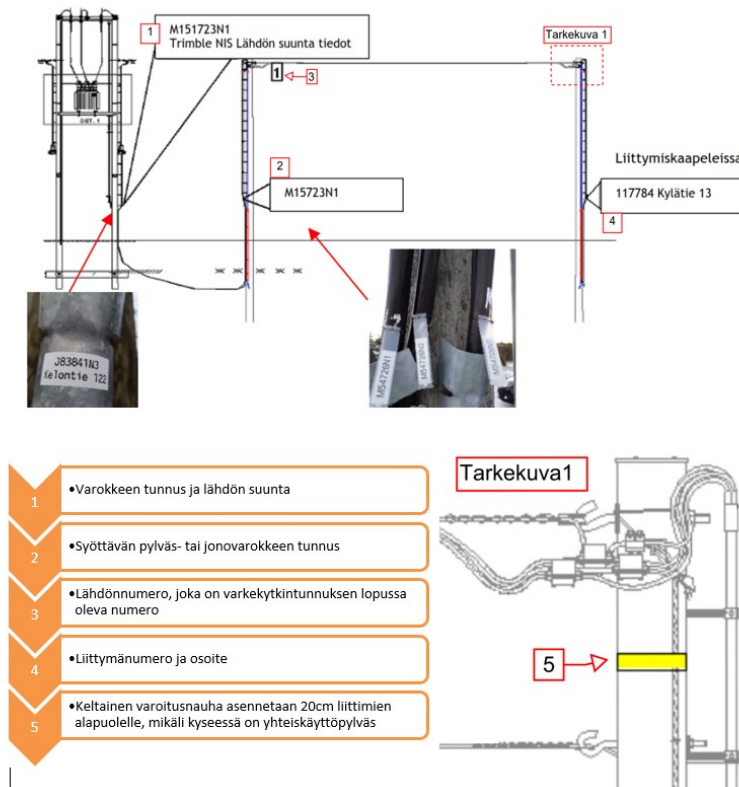 1
M151723N1
Trimble NIS Lähdön suunta tiedot
Tarkekuva 1
1
3
2
M15723N1
Liittymiskaapeleissa
117784 Kylätie 13
4
J83841N3
Kelontie 122
M54726N1
M54726N2
1
•Varokkeen tunnus ja lähdön suunta
2
•Syöttävän pylväs- tai jonovarokkeen tunnus
3
•Lähdönnumero, joka on varkekytkintunnuksen lopussa
oleva numero
4
•Liittymänumero ja osoite
5
•Keltainen varoitusnauha asennetaan 20cm liittimien
alapuolelle, mikäli kyseessä on yhteiskäyttöpylväs
Tarkekuva1
5